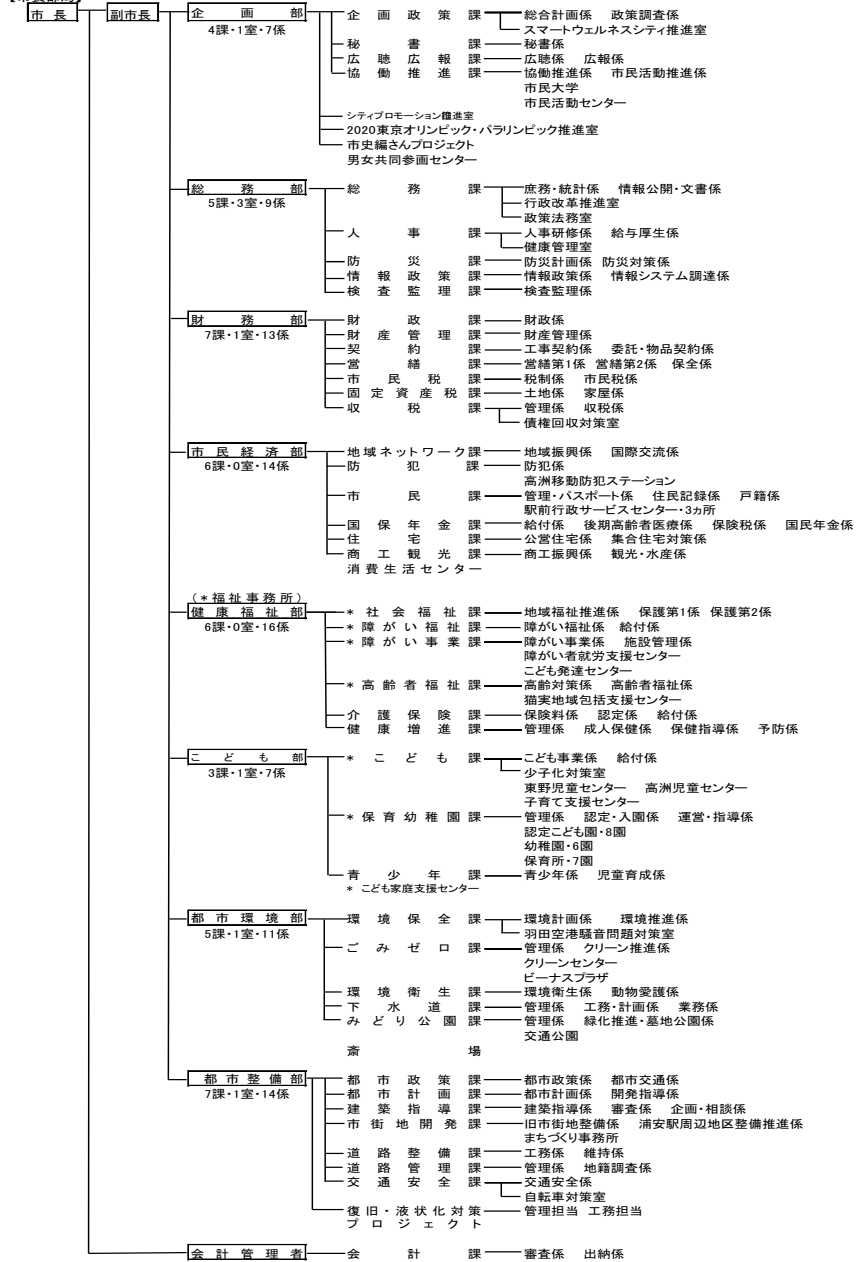 市長 副市長 企画部 企画政策課 総合計画係 政策調査係
4課・1室・7係 スマートウェルネスシティ推進室
秘書課 秘書係
広聴広報課 広聴係 広報係
協働推進課 協働推進係 市民活動推進係
市民大学
市民活動センター
シティプロモーション推進室
2020東京オリンピック・パラリンピック推進室
市史編さんプロジェクト
男女共同参画センター
総務部 総務課 庶務・統計係 情報公開・文書係
5課・3室・9係 行政改革推進室
政策法務室
人事課 人事研修係 給与厚生係
健康管理室
防災課 防災計画係 防災対策係
情報政策課 情報政策係 情報システム調達係
検査監理課 検査監理係
財務部 財政課 財政係
7課・1室・13係 財産管理課 財産管理係
契約課 工事契約係 委託・物品契約係
営繕課 営繕第1係 営繕第2係 保全係
市民税課 税制係 市民税係
固定資産税課 土地係 家屋係
収税課 管理係 収税係
債権回収対策室
市民経済部 地域ネットワーク課 地域振興係 国際交流係
6課・0室・14係 防犯課 防犯係
高洲移動防犯ステーション
市民課 管理・パスポート係 住民記録係 戸籍係
駅前行政サービスセンター・3ヵ所
国保年金課 給付係 後期高齢者医療係 保険税係 国民年金係
住宅課 公営住宅係 集合住宅対策係
商工観光課 商工振興係 観光・水産係
消費生活センター
(*福祉事務所)
健康福祉部 *社会福祉課 地域福祉推進係 保護第1係 保護第2係
6課・0室・16係 *障がい福祉課 障がい福祉係 給付係
*障がい事業課 障がい事業係 施設管理係
障がい者就労支援センター
こども発達センター
*高齢者福祉課 高齢対策係 高齢者福祉係
猫実地域包括支援センター
介護保険課 保険料係 認定係 給付係
健康増進課 管理係 成人保健係 保健指導係 予防係
こども部 *こども課 こども事業係 給付係
3課・1室・7係 少子化対策室
東野児童センター 高洲児童センター
子育て支援センター
*保育幼稚園課 管理係 認定・入園係 運営・指導係
認定こども園・8園
幼稚園・6園
保育所・7園
青少年課 青少年係 児童育成係
* こども家庭支援センター
都市環境部 環境保全課 環境計画係 環境推進係
5課・1室・11係 羽田空港騒音問題対策室
ごみゼロ課 管理係 クリーン推進係
クリーンセンター
ビーナスプラザ
環境衛生課 環境衛生係 動物愛護係
下水道課 管理係 工務・計画係 業務係
みどり公園課 管理係 緑化推進・墓地公園係
交通公園
斎場
都市整備部 都市政策課 都市政策係 都市交通係
7課・1室・14係 都市計画課 都市計画係 開発指導係
建築指導課 建築指導係 審査係 企画・相談係
市街地開発課 旧市街地整備係 浦安駅周辺地区整備推進係
まちづくり事務所
道路整備課 工務係 維持係
道路管理課 管理係 地籍調査係
交通安全課 交通安全係
自転車対策室
復旧・液状化対策 管理担当 工務担当
プロジェクト
会計管理者 会計課 審査係 出納係